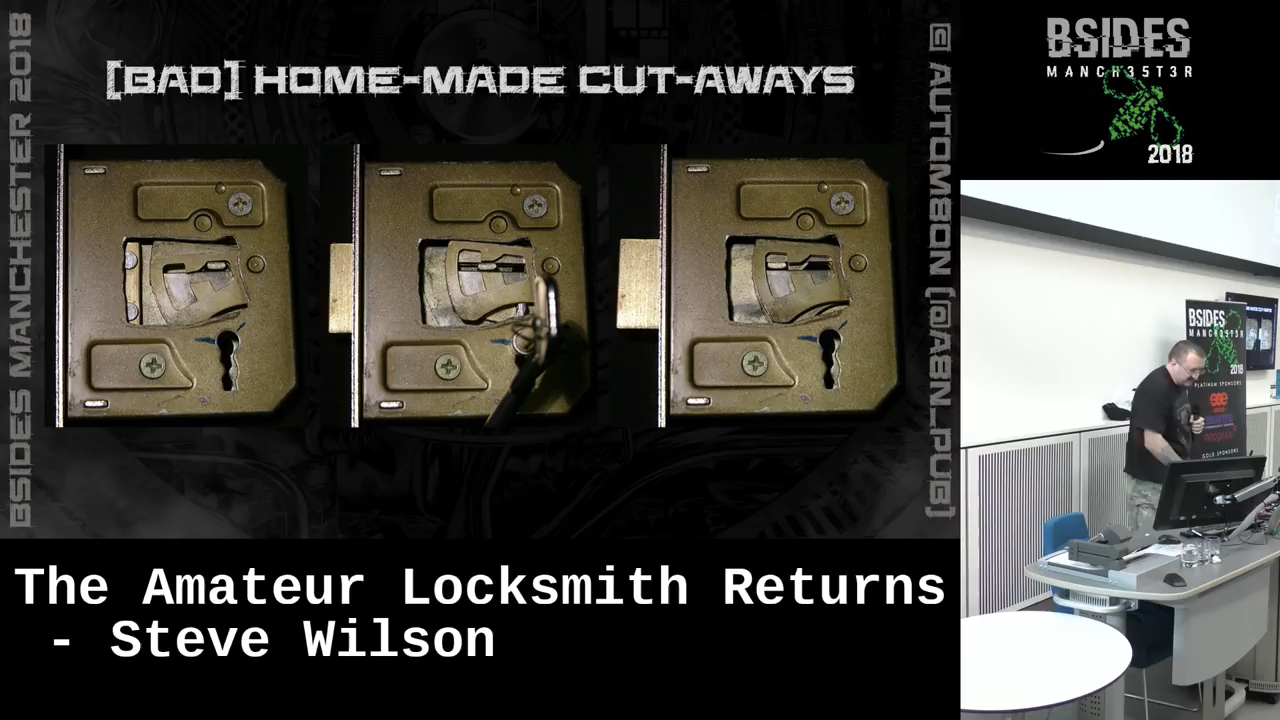 [BAD] HOME-MADE CUT-AWAYS
BSIDES MANCHESTER 2018
@ AUTOM8ON [@A8N_PUB]
BSIDES
MANCH35T3R
2018
BSIDES
MANCH35T3R
2018
PLATINUM SPONSORS
GOLD SPONSORS
The Amateur Locksmith Returns
- Steve Wilson